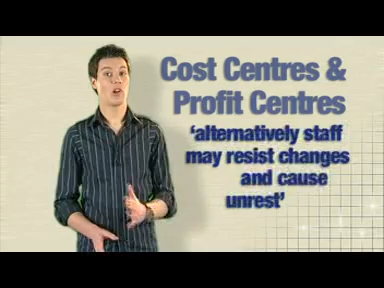 Cost Centres &
Profit Centres
‘alternatively staff
may resist changes
and cause
unrest’